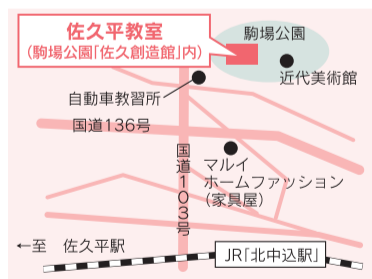 佐久平教室
(駒場公園「佐久創造館」内)
駒場公園
近代美術館
自動車教習所
国道136号
国道103号
マルイ
ホームファッション
(家具屋)
←至 佐久平駅
JR「北中込駅」